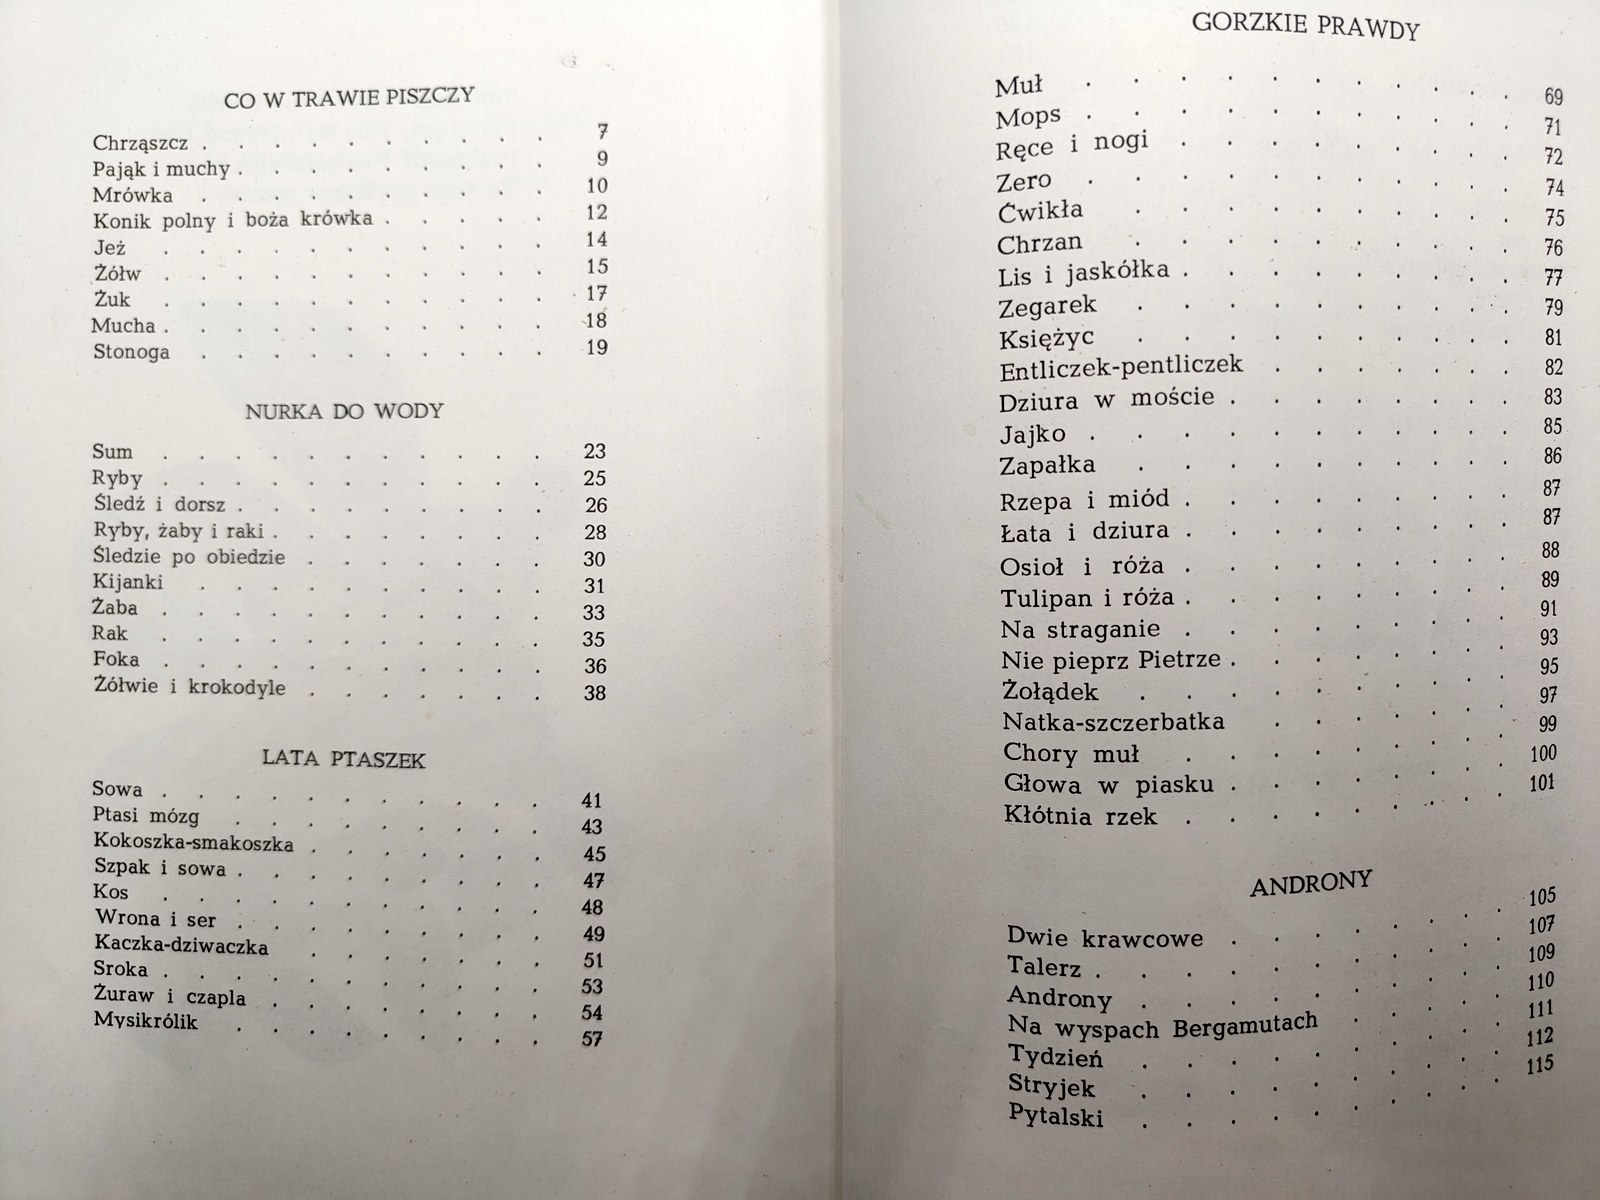 CO W TRAWIE PISZCZY
Chrząszcz . . . . . . . . . . 7
Pająk i muchy . . . . . . . . . 9
Mrówka . . . . . . . . . . 10
Konik polny i boża krówka . . . . . 12
Jeż . . . . . . . . . . . 14
Żółw . . . . . . . . . . . 15
Żuk . . . . . . . . . . . 17
Mucha . . . . . . . . . . . 18
Stonoga . . . . . . . . . . 19
NURKA DO WODY
Sum . . . . . . . . . . . 23
Ryby . . . . . . . . . . . 25
Śledź i dorsz . . . . . . . . . 26
Ryby, żaby i raki . . . . . . . . 28
Śledzie po obiedzie . . . . . . . 30
Kijanki . . . . . . . . . . 31
Żaba . . . . . . . . . . . 33
Rak . . . . . . . . . . . 35
Foka . . . . . . . . . . . 36
Żółwie i krokodyle . . . . . . . 38
LATA PTASZEK
Sowa . . . . . . . . . . . 41
Ptasi mózg . . . . . . . . . 43
Kokoszka-smakoszka . . . . . . . 45
Szpak i sowa . . . . . . . . . 47
Kos . . . . . . . . . . . 48
Wrona i ser . . . . . . . . . 49
Kaczka-dziwaczka . . . . . . . 51
Sroka . . . . . . . . . . . 53
Żuraw i czapla . . . . . . . . 54
Mysikrólik . . . . . . . . . 57
GORZKIE PRAWDY
Muł . . . . . . . . . . 69
Mops . . . . . . . . . . 71
Ręce i nogi . . . . . . . . 72
Zero . . . . . . . . . . 74
Ćwikła . . . . . . . . . 75
Chrzan . . . . . . . . . 76
Lis i jaskółka . . . . . . . . 77
Zegarek . . . . . . . . . 79
Księżyc . . . . . . . . . 81
Entliczek-pentliczek . . . . . . 82
Dziura w moście . . . . . . . 83
Jajko . . . . . . . . . . 85
Zapałka . . . . . . . . . 86
Rzepa i miód . . . . . . . . 87
Łata i dziura . . . . . . . . 87
Osioł i róża . . . . . . . . 88
Tulipan i róża . . . . . . . . 89
Na straganie . . . . . . . . 91
Nie pieprz Pietrze . . . . . . . 93
Żołądek . . . . . . . . . 95
Natka-szczerbatka . . . . . . 97
Chory muł . . . . . . . . 99
Głowa w piasku . . . . . . . 100
Kłótnia rzek . . . . . . . . 101
ANDRONY
Dwie krawcowe . . . . . . . 105
Talerz . . . . . . . . . . 107
Androny . . . . . . . . . 109
Na wyspach Bergamutach . . . . 110
Tydzień . . . . . . . . . 111
Stryjek . . . . . . . . . 112
Pytalski . . . . . . . . . 115